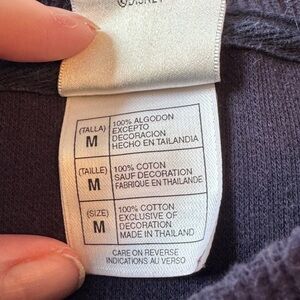 ©DISNEY
(TALLA)
M
100% ALGODON
EXCEPTO
DECORACION
HECHO EN TAILANDIA
(TAILLE)
M
100% COTON
SAUF DECORATION
FABRIQUE EN THAILANDE
(SIZE)
M
100% COTTON
EXCLUSIVE OF
DECORATION
MADE IN THAILAND
CARE ON REVERSE
INDICATIONS AU VERSO